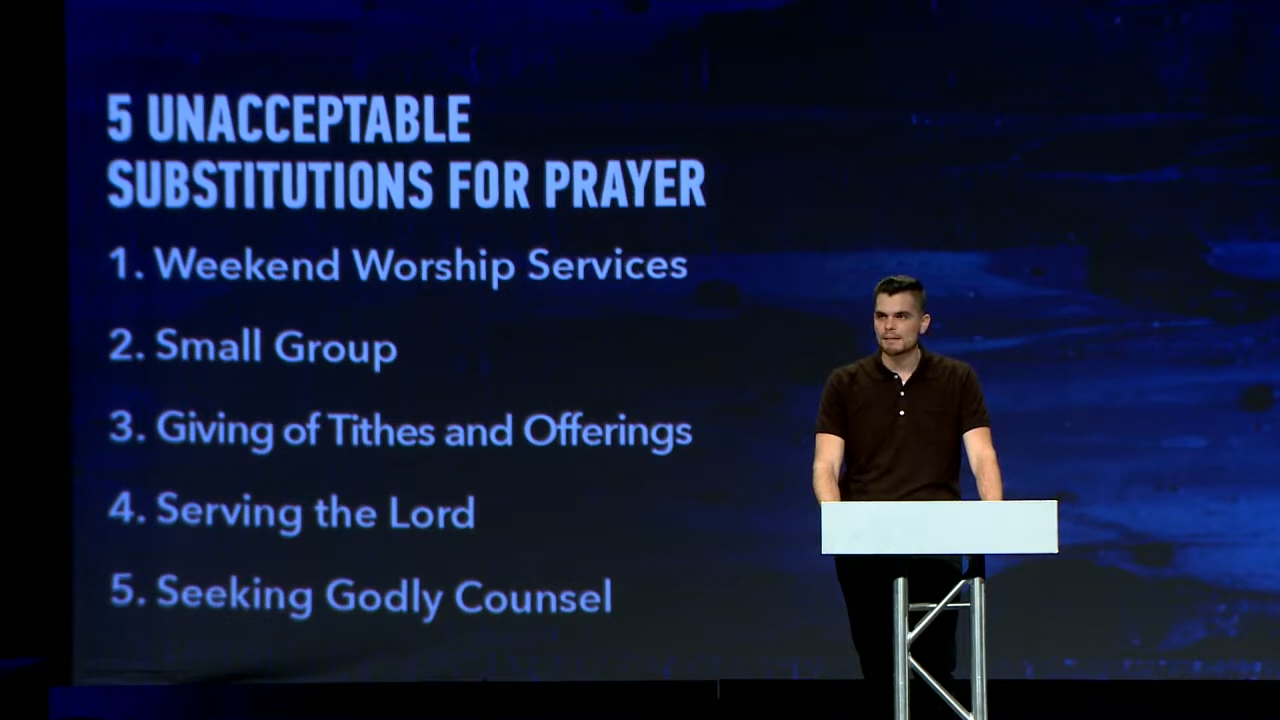 5 UNACCEPTABLE
SUBSTITUTIONS FOR PRAYER
1. Weekend Worship Services
2. Small Group
3. Giving of Tithes and Offerings
4. Serving the Lord
5. Seeking Godly Counsel